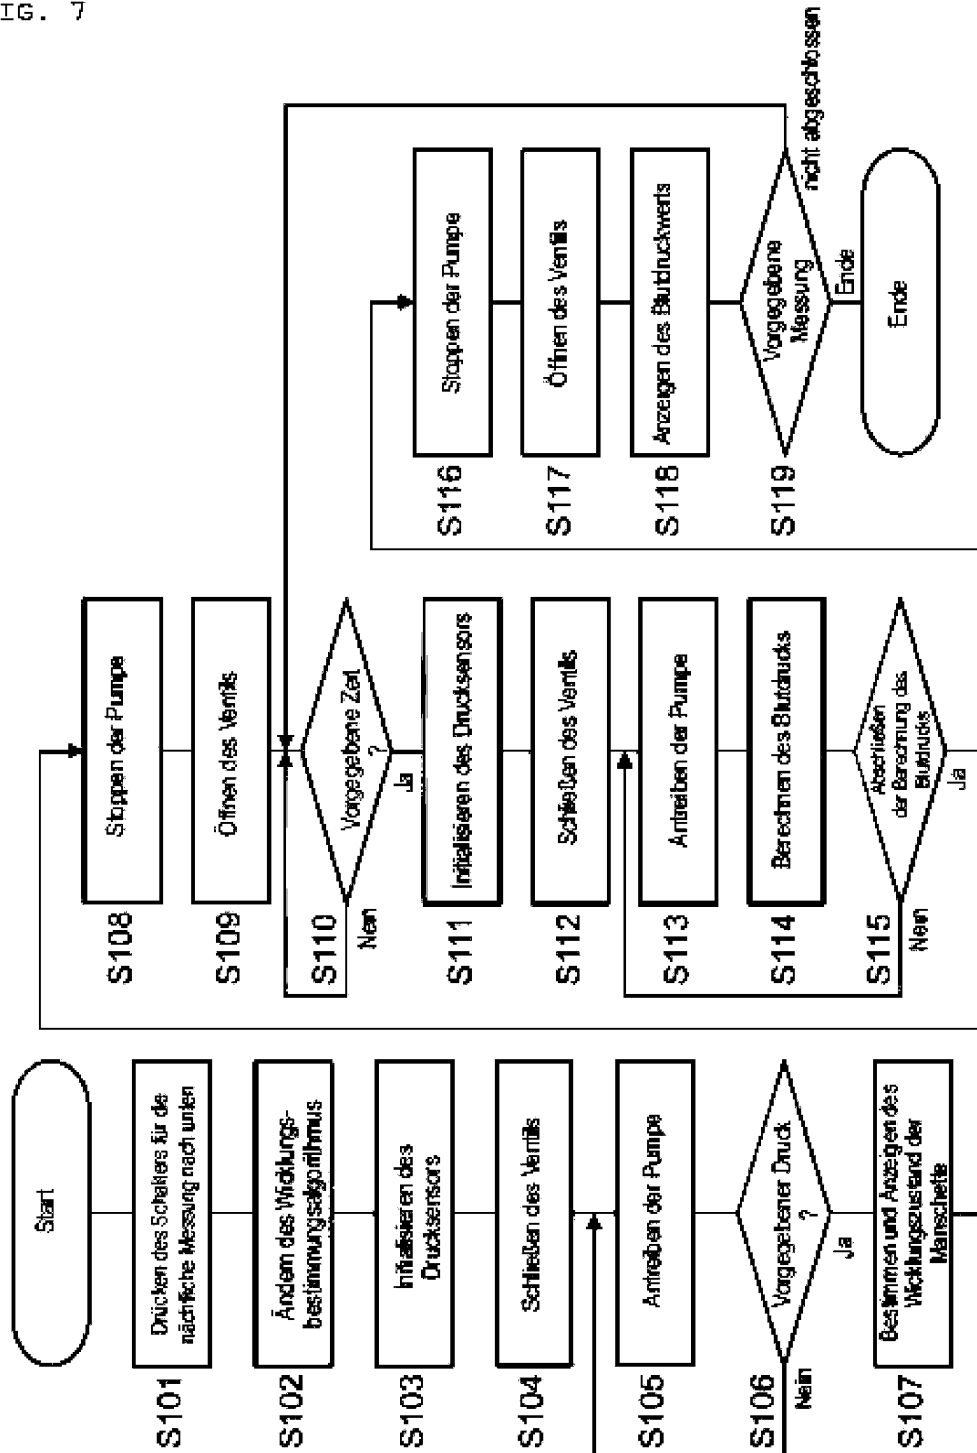 IG. 7
Start
S101
Drücken des Schalters für die
nächtliche Messung nach unten
S102
Ändern des Wicklungs-
bestimmungsalgorithmus
S103
Initialisieren des
Drucksensors
S104
Schließen des Ventils
S105
Antreiben der Pumpe
S106
Vorgegebener Druck
?
Nein
Ja
S107
Bestimmen und Anzeigen des
Wicklungszustand der
Manschette
S108
Stoppen der Pumpe
S109
Öffnen des Ventils
S110
Vorgegebene Zeit
?
Nein
Ja
S111
Initialisieren des Drucksensors
S112
Schließen des Ventils
S113
Antreiben der Pumpe
S114
Berechnen des Blutdrucks
S115
Abschließen
der Berechnung des
Blutdrucks
Nein
Ja
S116
Stoppen der Pumpe
S117
Öffnen des Ventils
S118
Anzeigen des Blutdruckwerts
S119
Vorgegebene
Messung
nicht abgeschlossen
Ende
Ende